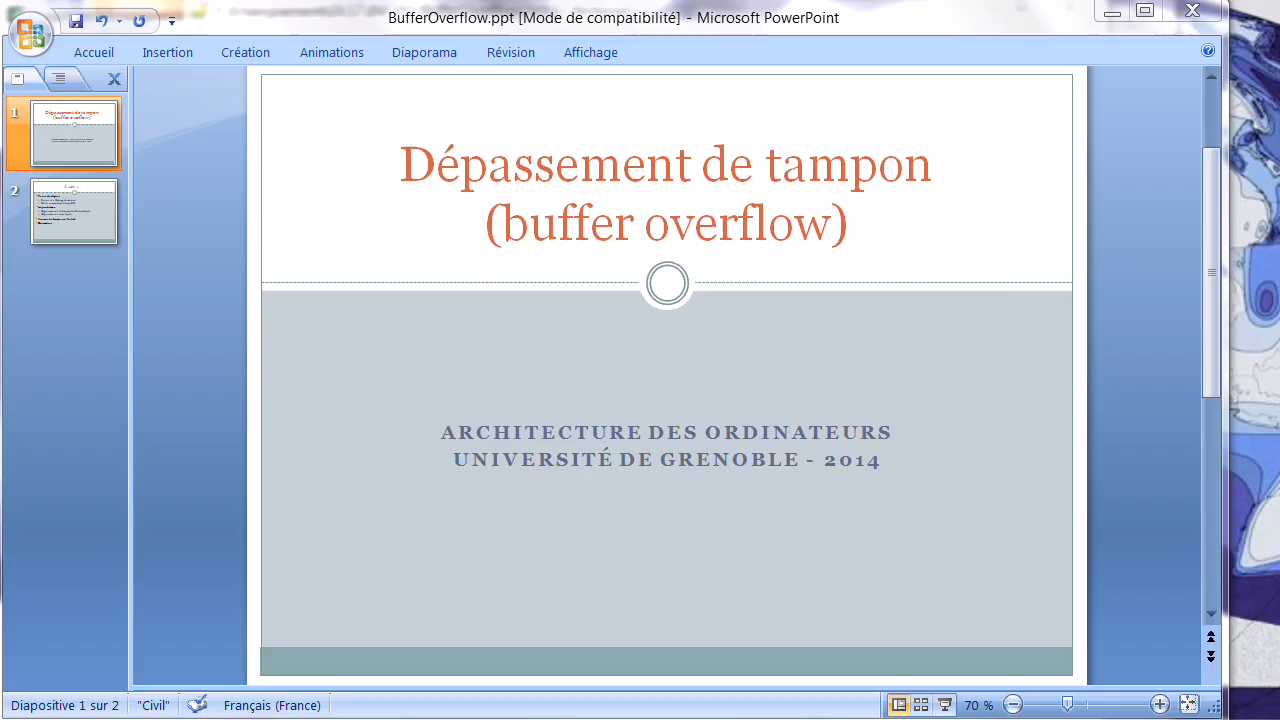 BufferOverflow.ppt [Mode de compatibilité] - Microsoft PowerPoint
Accueil Insertion Création Animations Diaporama Révision Affichage
1
2
Dépassement de tampon
(buffer overflow)
ARCHITECTURE DES ORDINATEURS
UNIVERSITÉ DE GRENOBLE - 2014
Diapositive 1 sur 2 "Civil" Français (France) 70 %